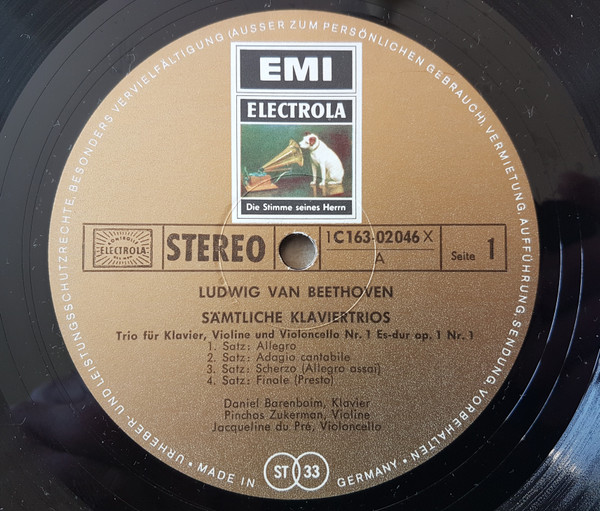 URHEBER- UND LEISTUNGSSCHUTZRECHTE, BESONDERS VERVIELFÄLTIGUNG (AUSSER ZUM PERSÖNLICHEN GEBRAUCH), VERMIETUNG, AUFFÜHRUNG, SENDUNG, VORBEHALTEN
EMI
ELECTROLA
Die Stimme seines Herrn
ELECTROLA
STEREO
1C163-02046 X
A
Seite 1
LUDWIG VAN BEETHOVEN
SÄMTLICHE KLAVIERTRIOS
Trio für Klavier, Violine und Violoncello Nr. 1 Es-dur op. 1 Nr. 1
1. Satz: Allegro
2. Satz: Adagio cantabile
3. Satz: Scherzo (Allegro assai)
4. Satz: Finale (Presto)
Daniel Barenboim, Klavier
Pinchas Zukerman, Violine
Jacqueline du Pré, Violoncello
• MADE IN GERMANY •
ST 33